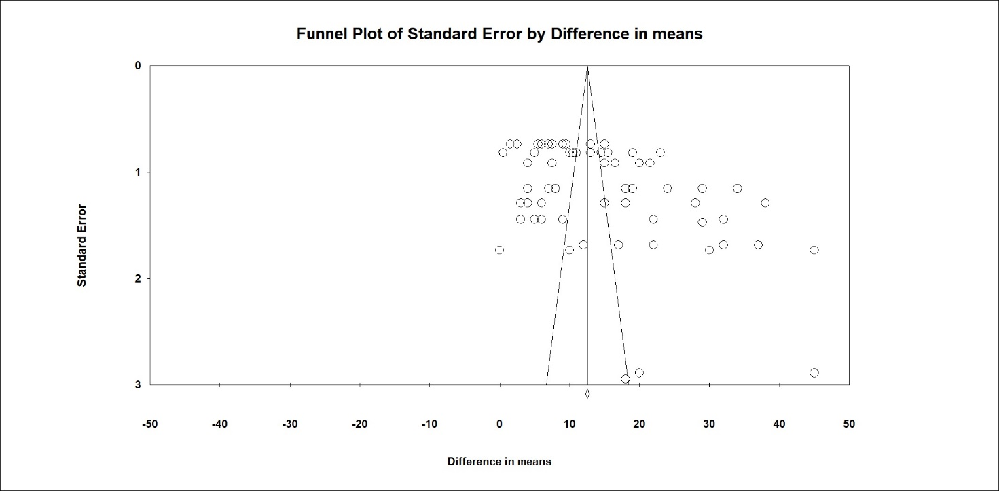 Funnel Plot of Standard Error by Difference in means
0
1
2
3
Standard Error
-50 -40 -30 -20 -10 0 10 20 30 40 50
Difference in means